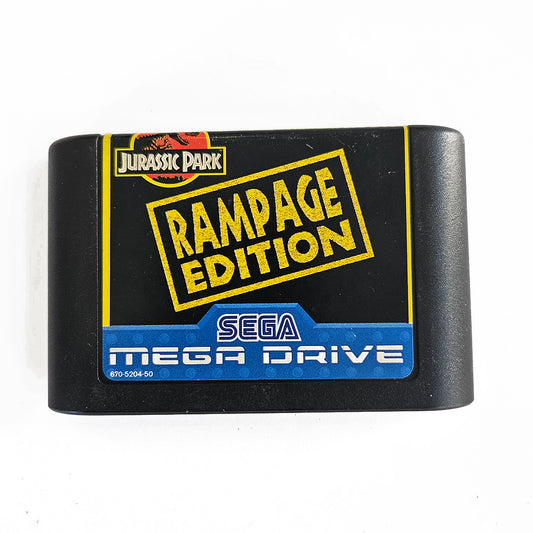 JURASSIC PARK
RAMPAGE
EDITION
SEGA
MEGA DRIVE
670-5204-50